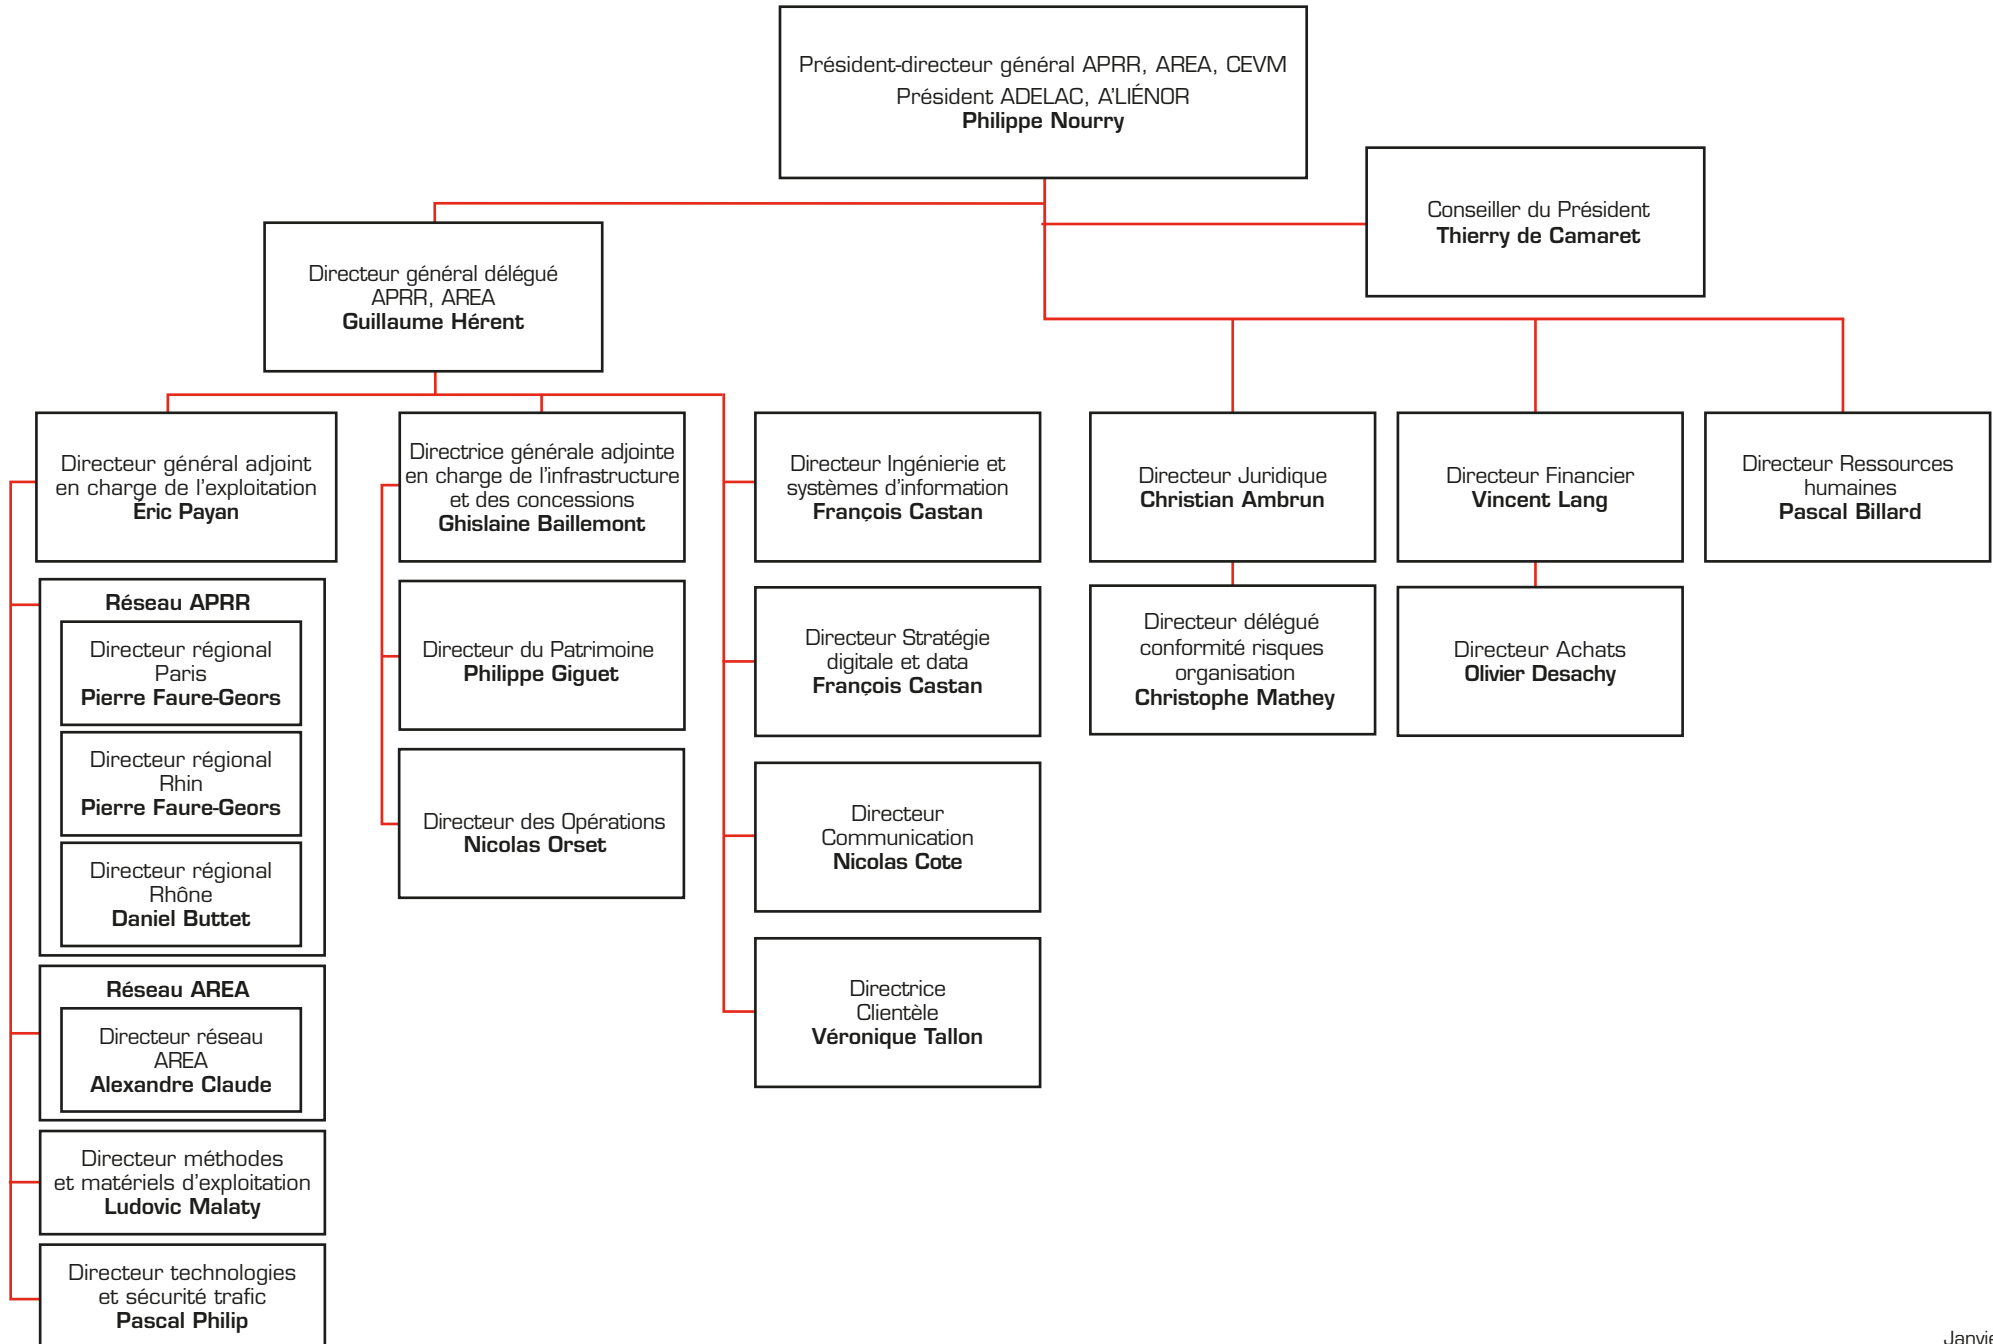 Président-directeur général APRR, AREA, CEVM
Président ADELAC, A'LIÉNOR
Philippe Nourry
Conseiller du Président
Thierry de Camaret
Directeur général délégué
APRR, AREA
Guillaume Hérent
Directeur général adjoint
en charge de l'exploitation
Éric Payan
Réseau APRR
Directeur régional
Paris
Pierre Faure-Geors
Directeur régional
Rhin
Pierre Faure-Geors
Directeur régional
Rhône
Daniel Buttet
Réseau AREA
Directeur réseau
AREA
Alexandre Claude
Directeur méthodes
et matériels d'exploitation
Ludovic Malaty
Directeur technologies
et sécurité trafic
Pascal Philip
Directrice générale adjointe
en charge de l'infrastructure
et des concessions
Ghislaine Baillemont
Directeur du Patrimoine
Philippe Giguet
Directeur des Opérations
Nicolas Orset
Directeur Ingénierie et
systèmes d'information
François Castan
Directeur Stratégie
digitale et data
François Castan
Directeur
Communication
Nicolas Cote
Directrice
Clientèle
Véronique Tallon
Directeur Juridique
Christian Ambrun
Directeur délégué
conformité risques
organisation
Christophe Mathey
Directeur Financier
Vincent Lang
Directeur Achats
Olivier Desachy
Directeur Ressources
humaines
Pascal Billard